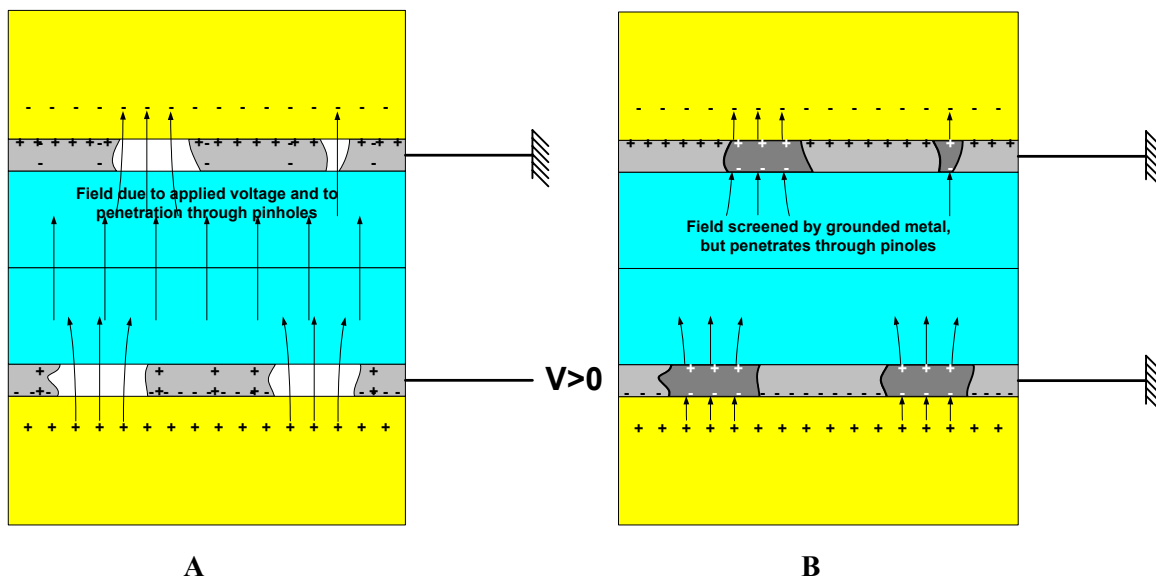 Field due to applied voltage and to
penetration through pinholes
V>0
A
Field screened by grounded metal,
but penetrates through pinoles
B